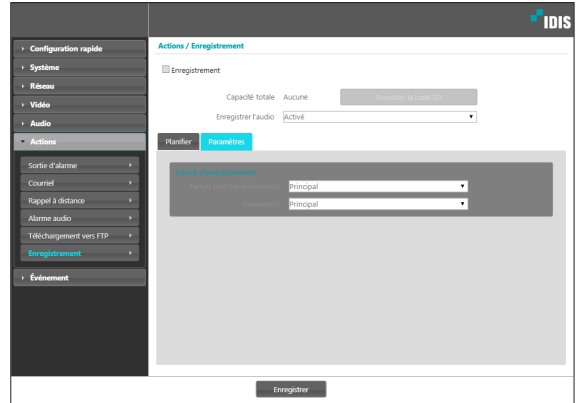 IDIS
Configuration rapide
Système
Réseau
Vidéo
Audio
Actions
Sortie d'alarme
Courriel
Rappel à distance
Alarme audio
Téléchargement vers FTP
Enregistrement
Événement
Actions / Enregistrement
Enregistrement
Capacité totale Aucune Formater la carte SD
Enregistrer l'audio Activé
Planifier Paramètres
Principal
Principal
Enregistrer